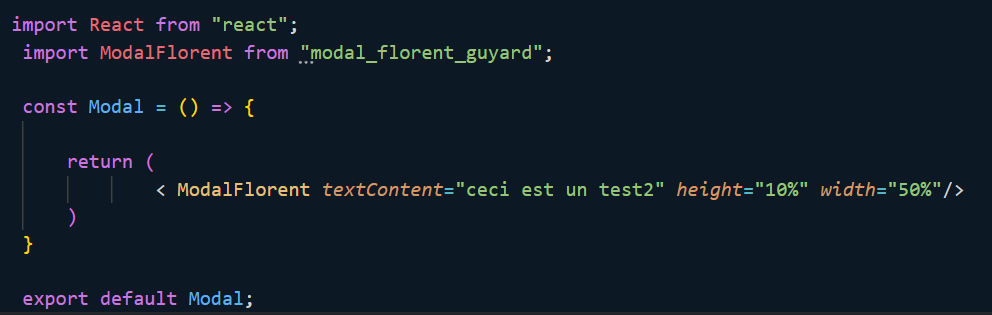 import React from "react";
import ModalFlorent from "modal_florent_guyard";
const Modal = () => {
return (
< ModalFlorent textContent="ceci est un test2" height="10%" width="50%"/>
)
}
export default Modal;